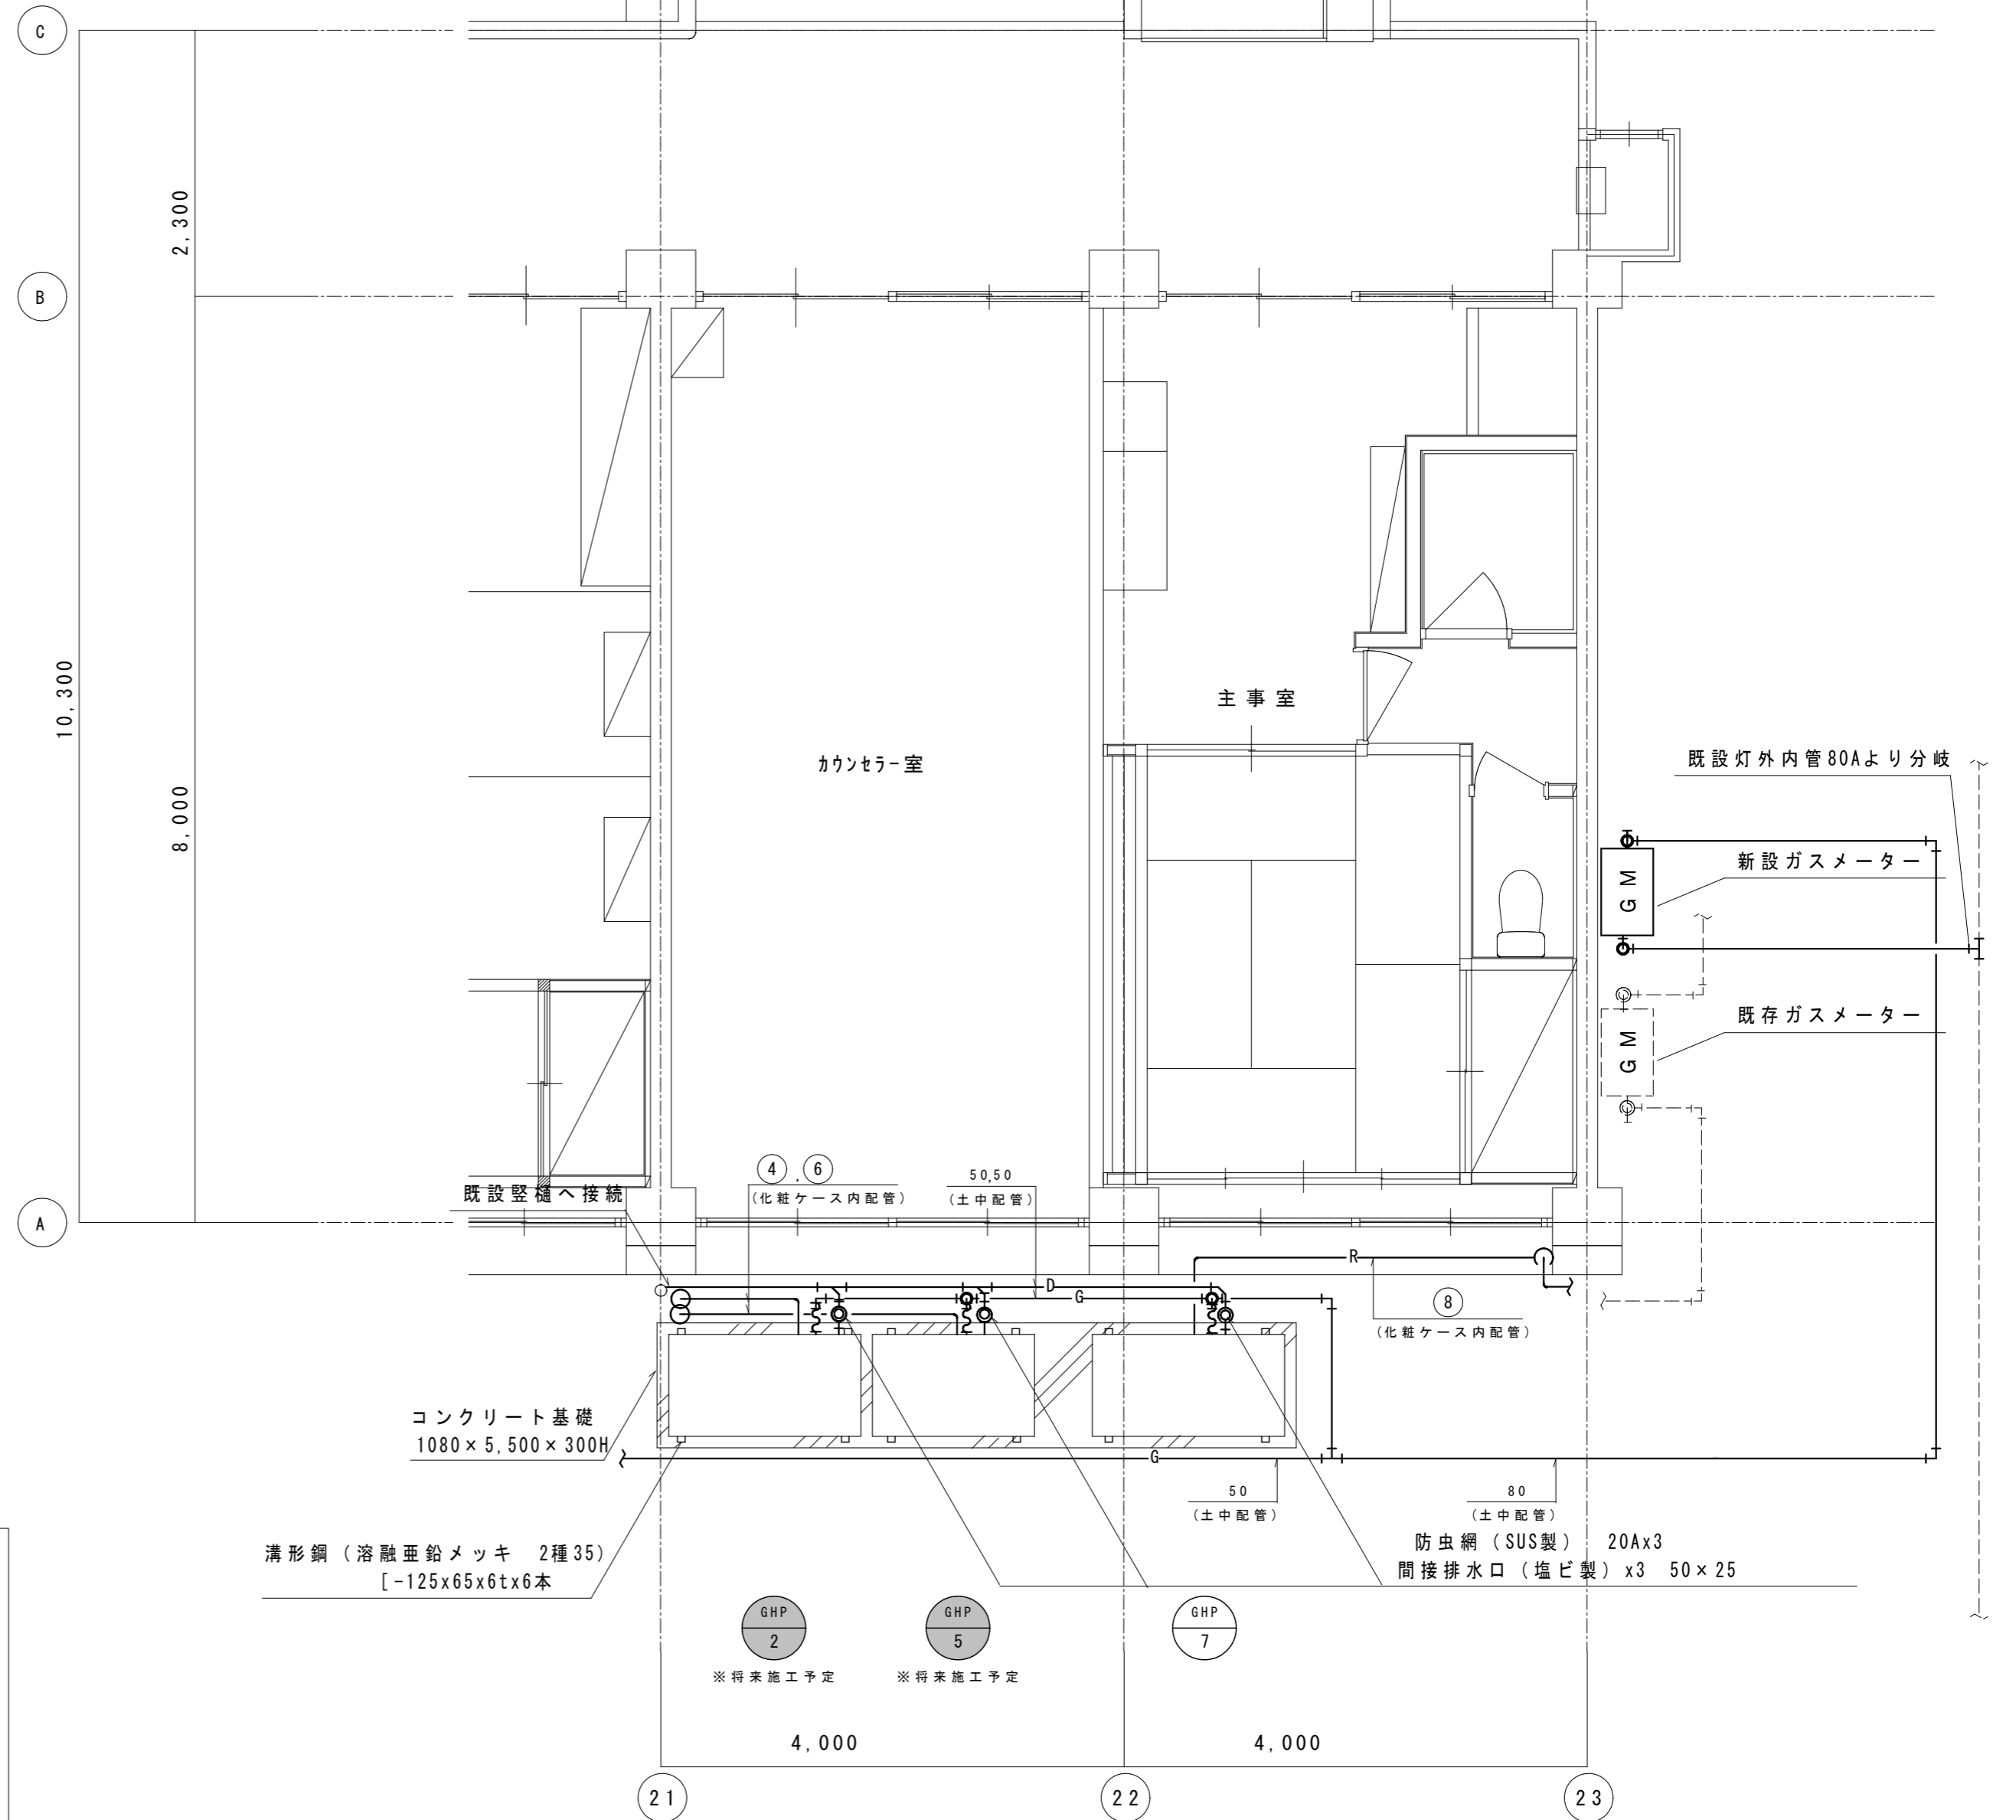 C
2,300
B
10,300
8,000
主事室
カウンセラー室
既設灯外内管80Aより分岐
新設ガスメーター
GM
既存ガスメーター
GM
④,⑥
(化粧ケース内配管)
50,50
(土中配管)
既設竪樋へ接続
A
R
D
G
⑧
(化粧ケース内配管)
コンクリート基礎
1080×5,500×300H
G
50
(土中配管)
80
(土中配管)
防虫網(SUS製) 20Ax3
間接排水口(塩ビ製)x3 50×25
溝形鋼(溶融亜鉛メッキ 2種35)
[-125x65x6tx6本
GHP
2
※将来施工予定
GHP
5
※将来施工予定
GHP
7
4,000
4,000
21
22
23